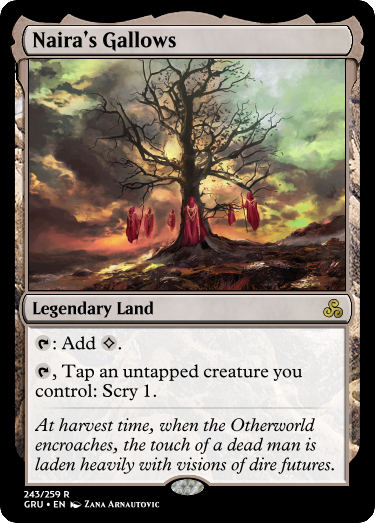 Naira's Gallows
Legendary Land
: Add .
, Tap an untapped creature you
control: Scry 1.
At harvest time, when the Otherworld
encroaches, the touch of a dead man is
laden heavily with visions of dire futures.
243/259 R
GRU • EN Zana Arnautovic